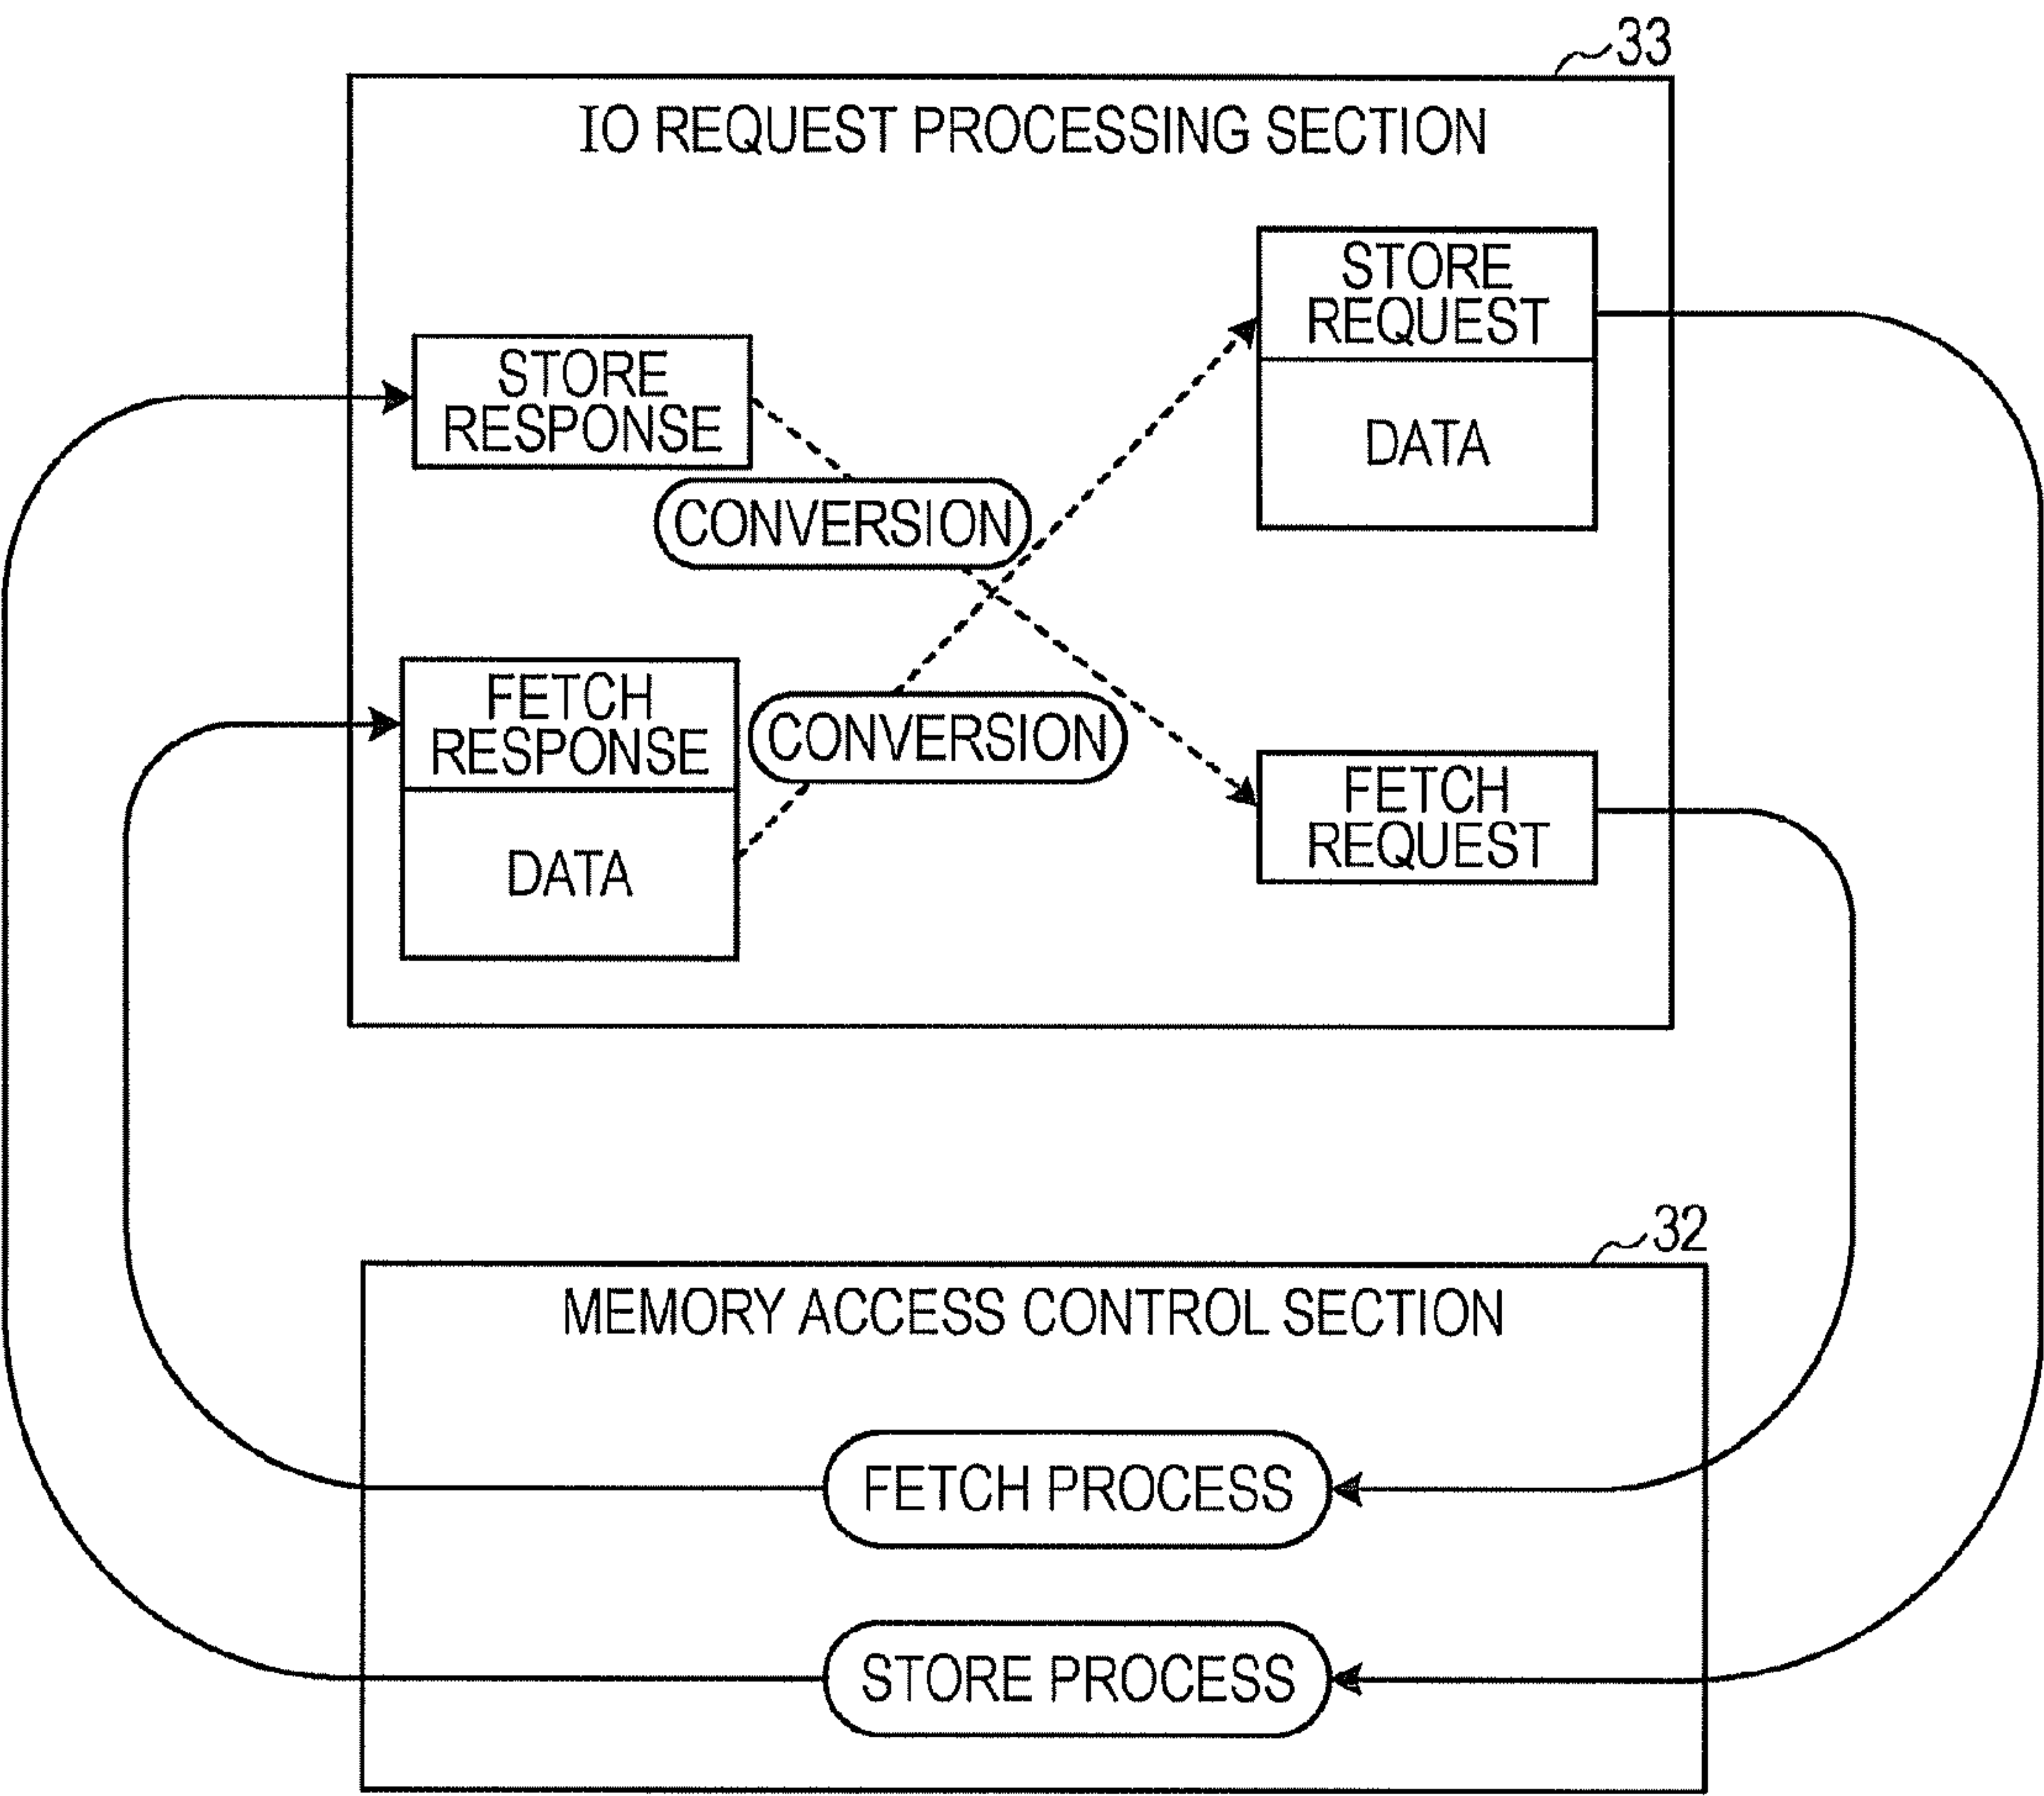 33
IO REQUEST PROCESSING SECTION
STORE
REQUEST
DATA
STORE
RESPONSE
CONVERSION
FETCH
RESPONSE
DATA
CONVERSION
FETCH
REQUEST
32
MEMORY ACCESS CONTROL SECTION
FETCH PROCESS
STORE PROCESS